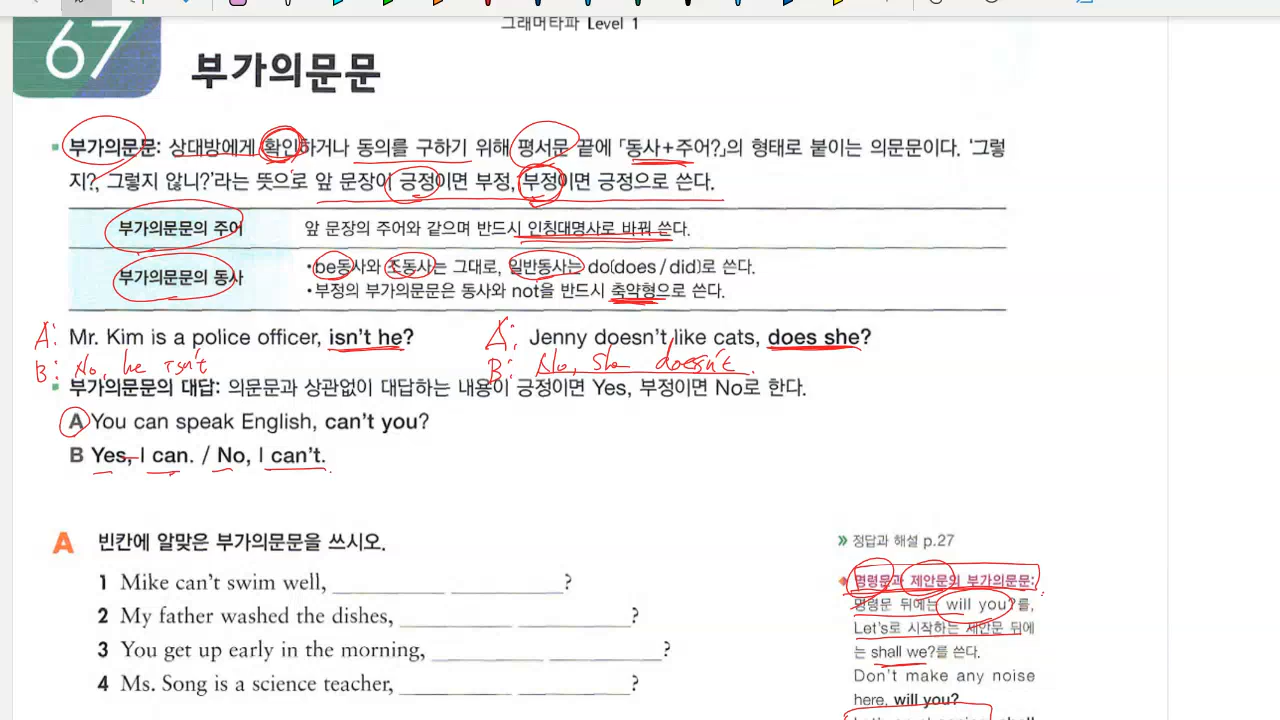 그래머타파 Level 1
67
부가의문문
부가의문문: 상대방에게 확인하거나 동의를 구하기 위해 평서문 끝에 「동사+주어?」의 형태로 붙이는 의문문이다. '그렇
지?, 그렇지 않니?'라는 뜻으로 앞 문장이 긍정이면 부정, 부정이면 긍정으로 쓴다.
부가의문문의 주어 앞 문장의 주어와 같으며 반드시 인칭대명사로 바꿔 쓴다.
부가의문문의 동사 •be동사와 조동사는 그대로, 일반동사는 do(does/did)로 쓴다.
•부정의 부가의문문은 동사와 not을 반드시 축약형으로 쓴다.
A: Mr. Kim is a police officer, isn't he? A: Jenny doesn't like cats, does she?
B: No, he isn't B: No, she doesn't.
부가의문문의 대답: 의문문과 상관없이 대답하는 내용이 긍정이면 Yes, 부정이면 No로 한다.
A You can speak English, can't you?
B Yes, I can. / No, I can't.
A 빈칸에 알맞은 부가의문문을 쓰시오.
1 Mike can't swim well, ?
2 My father washed the dishes, ?
3 You get up early in the morning, ?
4 Ms. Song is a science teacher, ?
» 정답과 해설 p.27
명령문과 제안문의 부가의문문:
명령문 뒤에는 will you?를,
Let's로 시작하는 제안문 뒤에
는 shall we?를 쓴다.
Don't make any noise
here, will you?